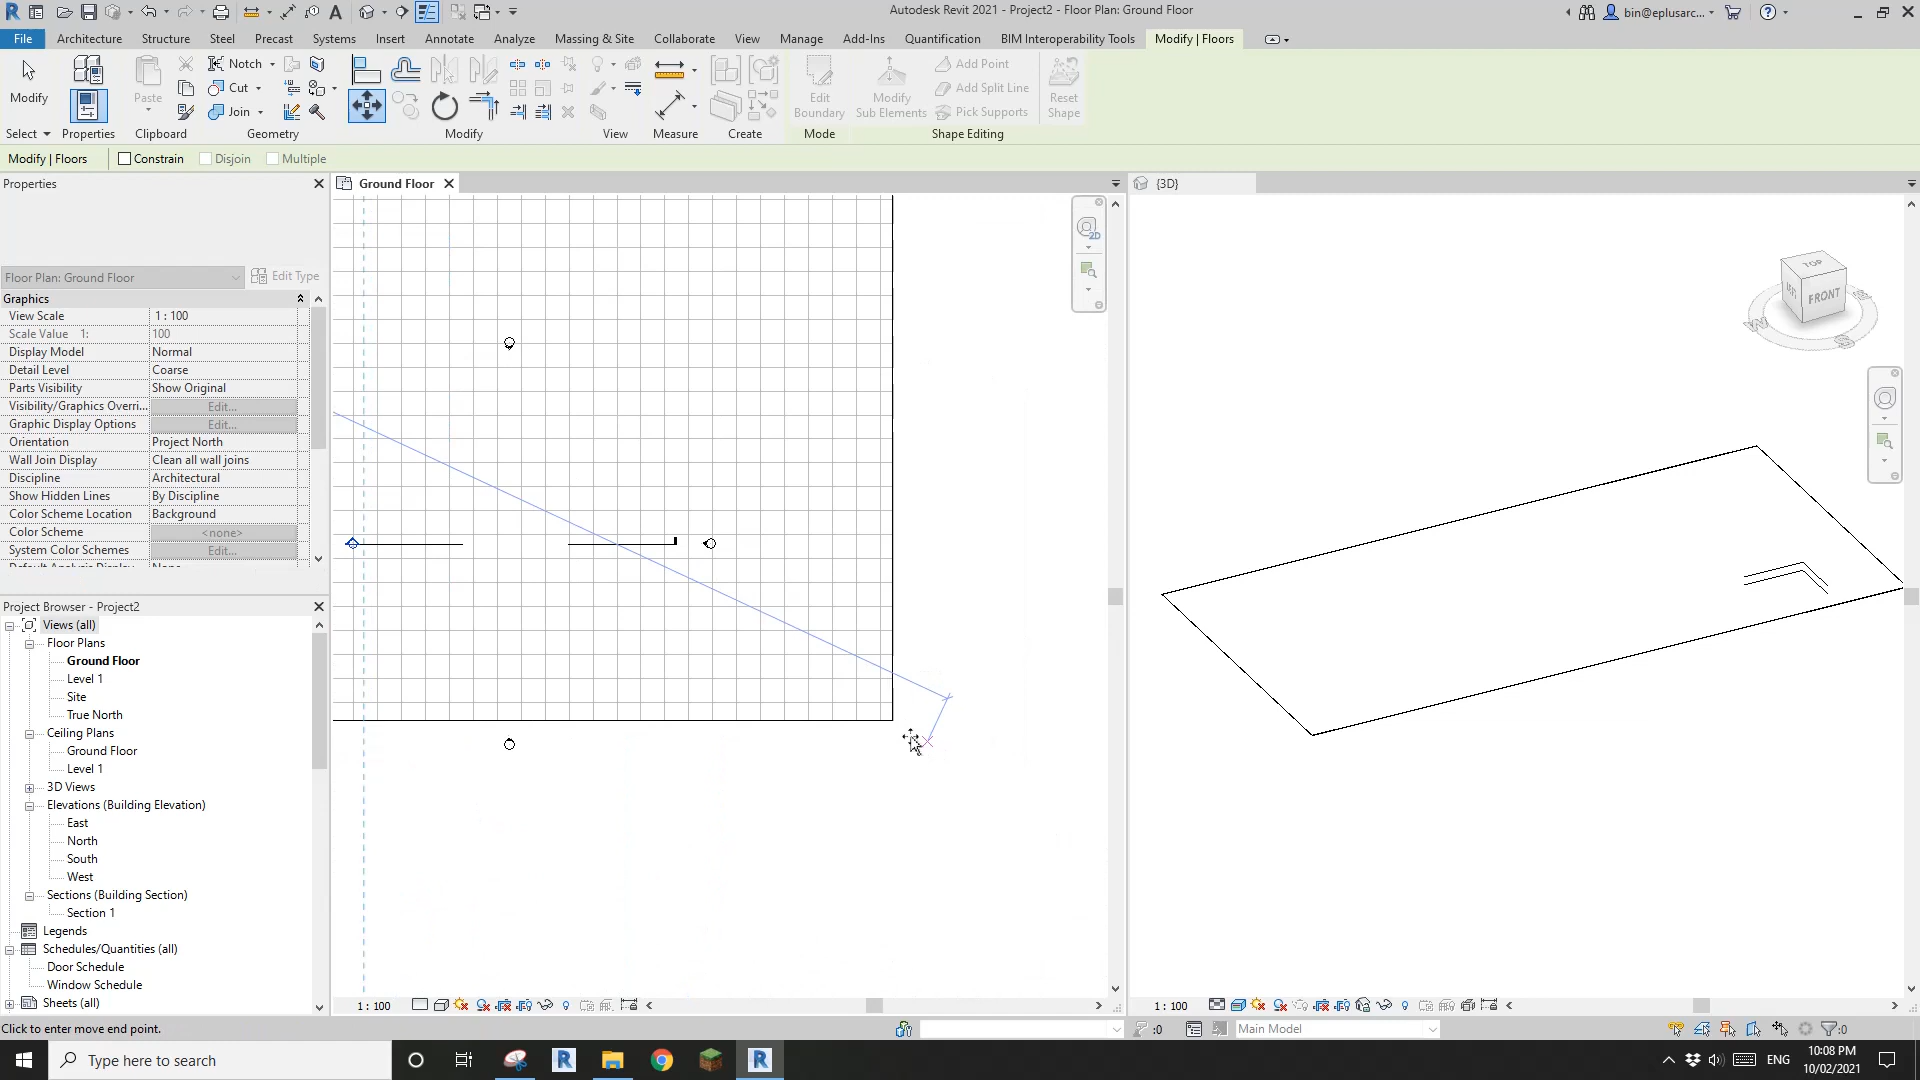 Autodesk Revit 2021 - Project2 - Floor Plan: Ground Floor
bin@eplusarc...
File Architecture Structure Steel Precast Systems Insert Annotate Analyze Massing & Site Collaborate View Manage Add-Ins Quantification BIM Interoperability Tools Modify | Floors
Modify
Paste
Notch
Cut
Join
Edit Boundary
Modify Sub Elements
Add Point
Add Split Line
Pick Supports
Reset Shape
Select Properties Clipboard Geometry Modify View Measure Create Mode Shape Editing
Modify | Floors Constrain Disjoin Multiple
Properties
Ground Floor
{3D}
Floor Plan: Ground Floor Edit Type
Graphics
View Scale 1 : 100
Scale Value 1: 100
Display Model Normal
Detail Level Coarse
Parts Visibility Show Original
Visibility/Graphics Overri... Edit...
Graphic Display Options Edit...
Orientation Project North
Wall Join Display Clean all wall joins
Discipline Architectural
Show Hidden Lines By Discipline
Color Scheme Location Background
Color Scheme <none>
System Color Schemes Edit...
2D
TOP
FRONT
W
Project Browser - Project2
Views (all)
Floor Plans
Ground Floor
Level 1
Site
True North
Ceiling Plans
Ground Floor
Level 1
3D Views
Elevations (Building Elevation)
East
North
South
West
Sections (Building Section)
Section 1
Legends
Schedules/Quantities (all)
Door Schedule
Window Schedule
Sheets (all)
1 : 100
1 : 100
Click to enter move end point.
:0
Main Model
:0
Type here to search
ENG
10:08 PM
10/02/2021